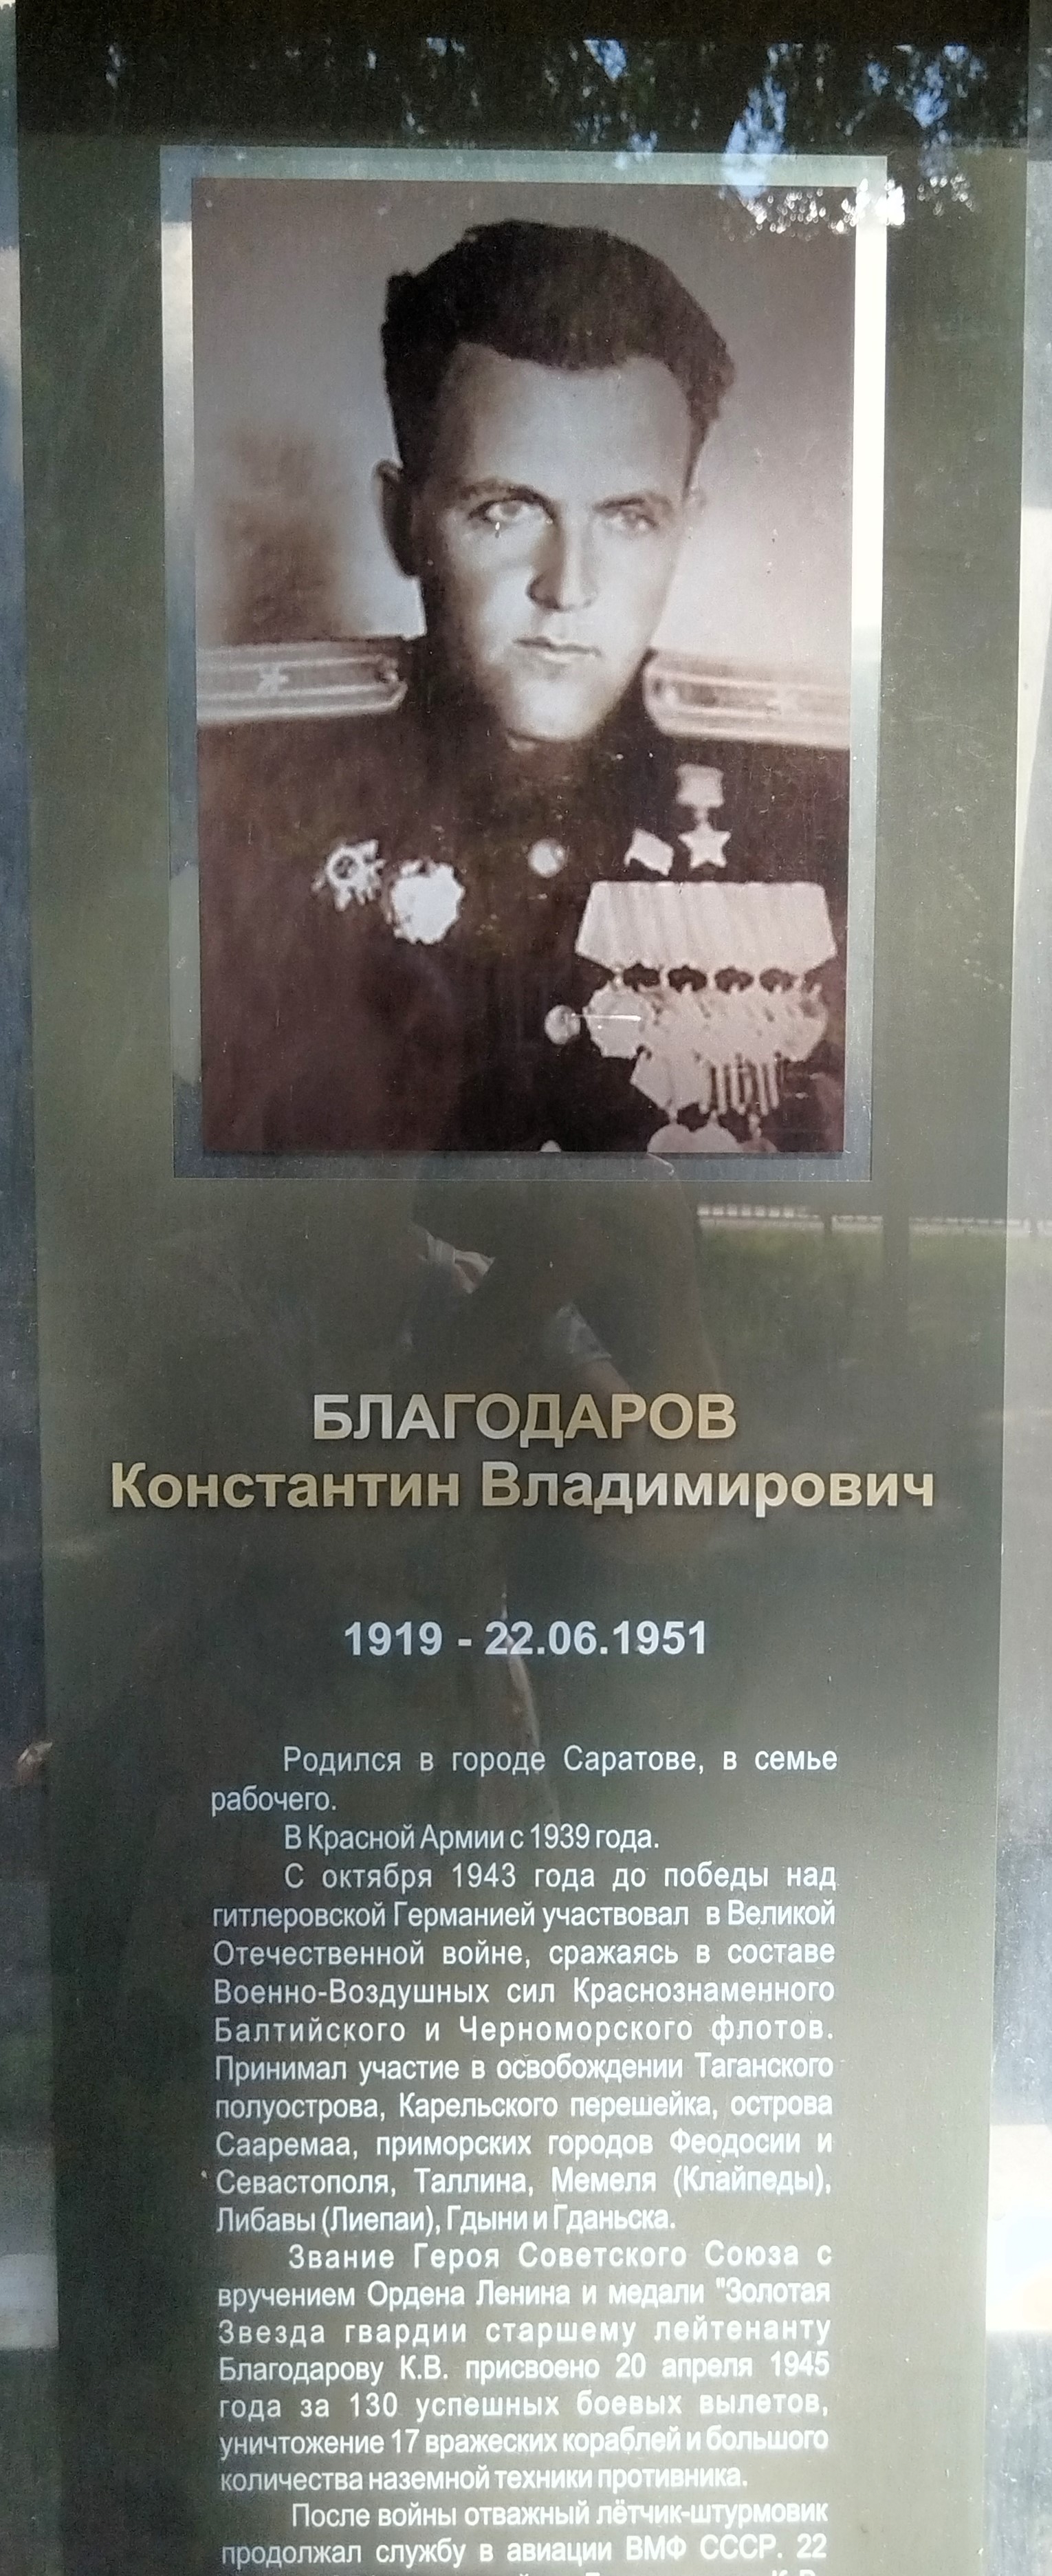 БЛАГОДАРОВ
Константин Владимирович
1919 - 22.06.1951
Родился в городе Саратове, в семье
рабочего.
В Красной Армии с 1939 года.
С октября 1943 года до победы над
гитлеровской Германией участвовал в Великой
Отечественной войне, сражаясь в составе
Военно-Воздушных сил Краснознаменного
Балтийского и Черноморского флотов.
Принимал участие в освобождении Таганского
полуострова, Карельского перешейка, острова
Сааремаа, приморских городов Феодосии и
Севастополя, Таллина, Мемеля (Клайпеды),
Либавы (Лиепаи), Гдыни и Гданьска.
Звание Героя Советского Союза с
вручением Ордена Ленина и медали "Золотая
Звезда гвардии старшему лейтенанту
Благодарову К.В. присвоено 20 апреля 1945
года за 130 успешных боевых вылетов,
уничтожение 17 вражеских кораблей и большого
количества наземной техники противника.
После войны отважный лётчик-штурмовик
продолжал службу в авиации ВМФ СССР. 22